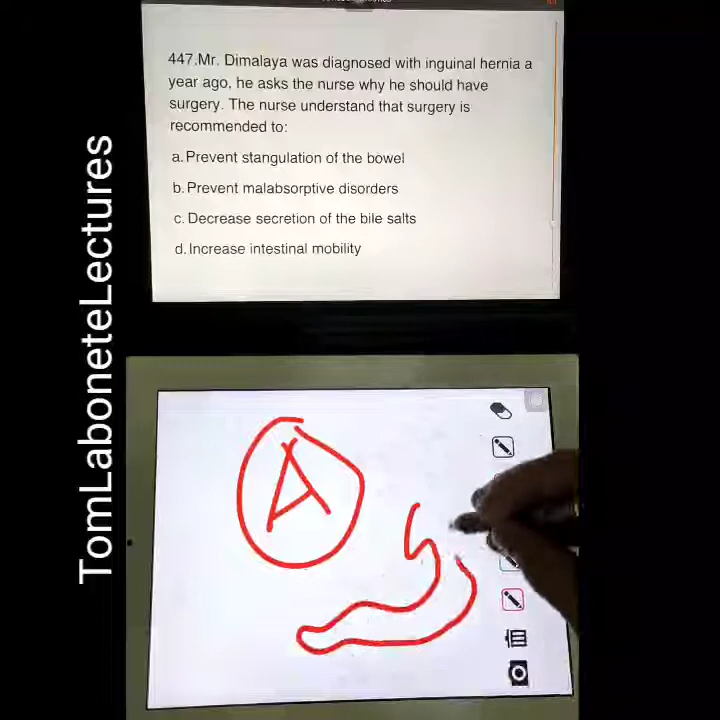 447.Mr. Dimalaya was diagnosed with inguinal hernia a
year ago, he asks the nurse why he should have
surgery. The nurse understand that surgery is
recommended to:
a. Prevent stangulation of the bowel
b. Prevent malabsorptive disorders
c. Decrease secretion of the bile salts
d. Increase intestinal mobility
TomLaboneteLectures
A